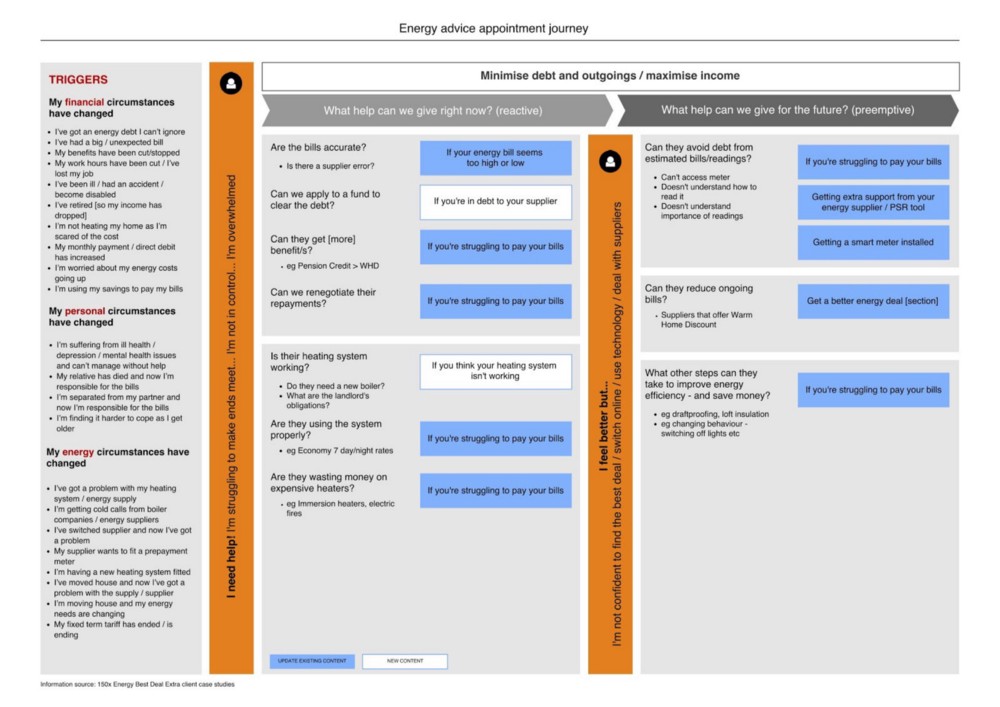 Energy advice appointment journey
TRIGGERS
My financial circumstances
have changed
• I've got an energy debt I can't ignore
• I've had a big / unexpected bill
• My benefits have been cut/stopped
• My work hours have been cut / I've
lost my job
• I've been ill / had an accident /
become disabled
• I've retired [so my income has
dropped]
• I'm not heating my home as I'm
scared of the cost
• My monthly payment / direct debit
has increased
• I'm worried about my energy costs
going up
• I'm using my savings to pay my bills
My personal circumstances
have changed
• I'm suffering from ill health /
depression / mental health issues
and can't manage without help
• My relative has died and now I'm
responsible for the bills
• I'm separated from my partner and
now I'm responsible for the bills
• I'm finding it harder to cope as I get
older
My energy circumstances have
changed
• I've got a problem with my heating
system / energy supply
• I'm getting cold calls from boiler
companies / energy suppliers
• I've switched supplier and now I've got
a problem
• My supplier wants to fit a prepayment
meter
• I'm having a new heating system fitted
• I've moved house and now I've got a
problem with the supply / supplier
• I'm moving house and my energy
needs are changing
• My fixed term tariff has ended / is
ending
I need help! I'm struggling to make ends meet... I'm not in control... I'm overwhelmed
Minimise debt and outgoings / maximise income
What help can we give right now? (reactive)
Are the bills accurate?
• Is there a supplier error?
If your energy bill seems
too high or low
Can we apply to a fund to
clear the debt?
If you're in debt to your supplier
Can they get [more]
benefit/s?
• eg Pension Credit > WHD
If you're struggling to pay your bills
Can we renegotiate their
repayments?
If you're struggling to pay your bills
Is their heating system
working?
• Do they need a new boiler?
• What are the landlord's
obligations?
If you think your heating system
isn't working
Are they using the system
properly?
• eg Economy 7 day/night rates
If you're struggling to pay your bills
Are they wasting money on
expensive heaters?
• eg Immersion heaters, electric
fires
If you're struggling to pay your bills
UPDATE EXISTING CONTENT
NEW CONTENT
I feel better but...
I'm not confident to find the best deal / switch online / use technology / deal with suppliers
What help can we give for the future? (preemptive)
Can they avoid debt from
estimated bills/readings?
• Can't access meter
• Doesn't understand how to
read it
• Doesn't understand
importance of readings
If you're struggling to pay your bills
Getting extra support from your
energy supplier / PSR tool
Getting a smart meter installed
Can they reduce ongoing
bills?
• Suppliers that offer Warm
Home Discount
Get a better energy deal [section]
What other steps can they
take to improve energy
efficiency - and save money?
• eg draftproofing, loft insulation
• eg changing behaviour -
switching off lights etc
If you're struggling to pay your bills
Information source: 150x Energy Best Deal Extra client case studies